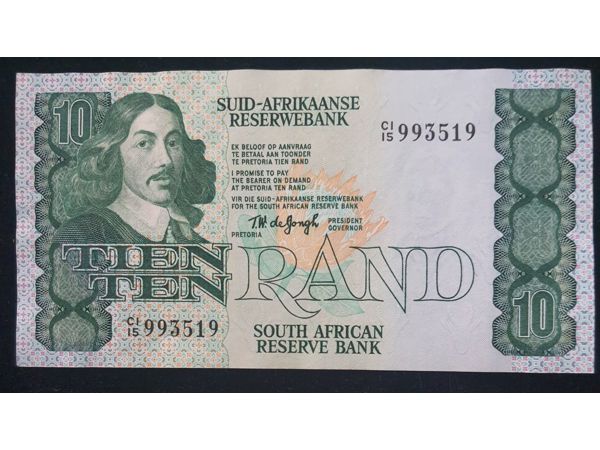 10
SUID-AFRIKAANSE
RESERWEBANK
CI/15 993519
EK BELOOF OP AANVRAAG
TE BETAAL AAN TOONDER
TE PRETORIA TIEN RAND
I PROMISE TO PAY
THE BEARER ON DEMAND
AT PRETORIA TEN RAND
VIR DIE SUID-AFRIKAANSE RESERWEBANK
FOR THE SOUTH AFRICAN RESERVE BANK
T.W. de Jongh
PRESIDENT
GOVERNOR
PRETORIA
TIEN
TEN
RAND
CI/15 993519
SOUTH AFRICAN
RESERVE BANK
10